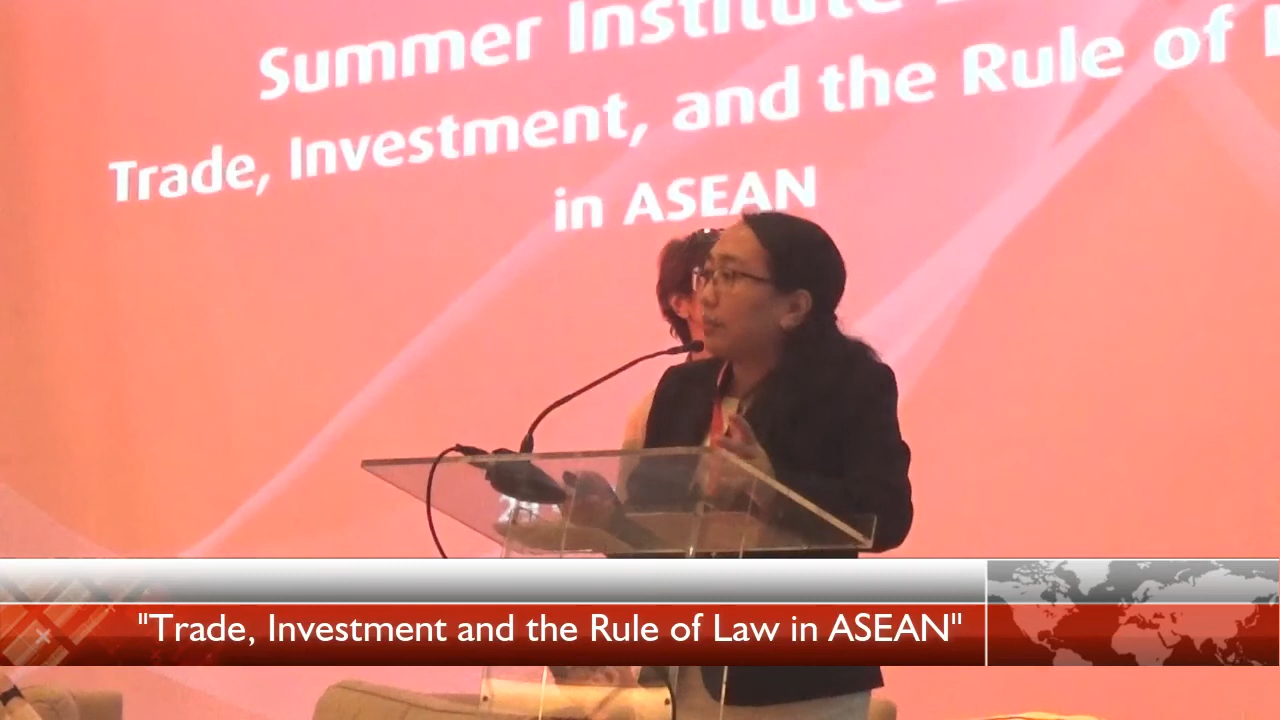 Summer Institute
Trade, Investment, and the Rule of
in ASEAN
"Trade, Investment and the Rule of Law in ASEAN"